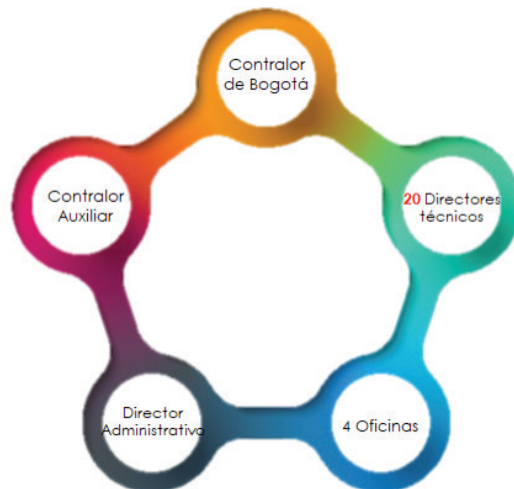 Contralor
de Bogotá
Contralor
Auxiliar
20 Directores
técnicos
Director
Administrativo
4 Oficinas